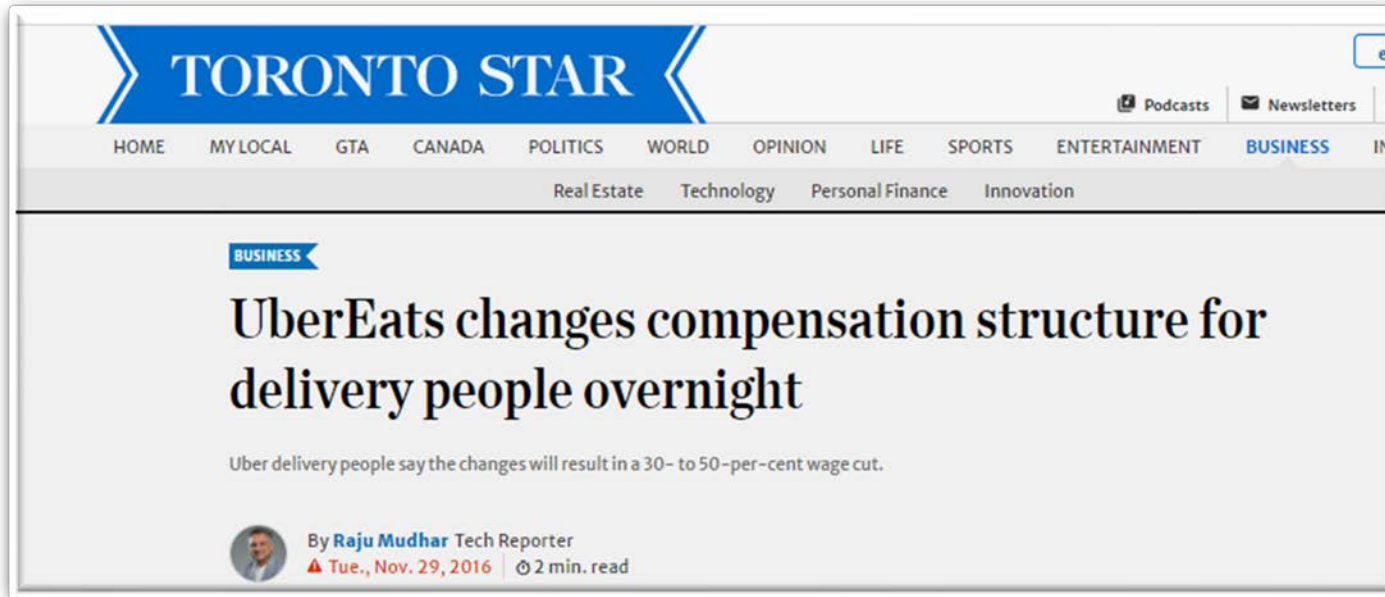 TORONTO STAR
Podcasts Newsletters
HOME MY LOCAL GTA CANADA POLITICS WORLD OPINION LIFE SPORTS ENTERTAINMENT BUSINESS
Real Estate Technology Personal Finance Innovation
BUSINESS
UberEats changes compensation structure for
delivery people overnight
Uber delivery people say the changes will result in a 30- to 50-per-cent wage cut.
By Raju Mudhar Tech Reporter
Tue., Nov. 29, 2016 2 min. read